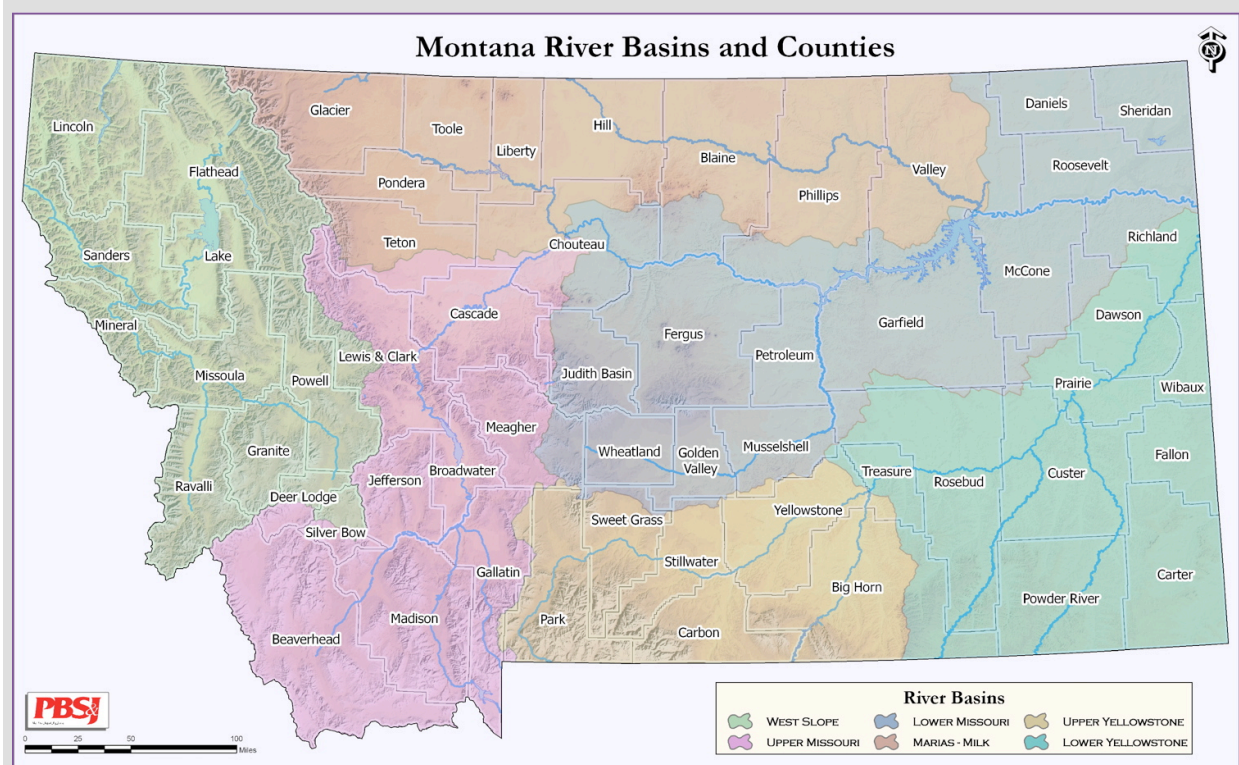 Montana River Basins and Counties
N
Daniels
Sheridan
Glacier
Toole
Hill
Lincoln
Liberty
Blaine
Roosevelt
Flathead
Valley
Pondera
Phillips
Richland
Teton
Chouteau
Sanders
Lake
McCone
Cascade
Dawson
Mineral
Garfield
Fergus
Lewis & Clark
Petroleum
Missoula
Powell
Judith Basin
Prairie
Wibaux
Meagher
Granite
Wheatland
Golden
Valley
Musselshell
Fallon
Ravalli
Jefferson
Broadwater
Treasure
Rosebud
Custer
Deer Lodge
Sweet Grass
Yellowstone
Silver Bow
Stillwater
Gallatin
Big Horn
Carter
Madison
Park
Powder River
Beaverhead
Carbon
PBS&J
0 25 50 100
Miles
River Basins
WEST SLOPE
LOWER MISSOURI
UPPER YELLOWSTONE
UPPER MISSOURI
MARIAS - MILK
LOWER YELLOWSTONE